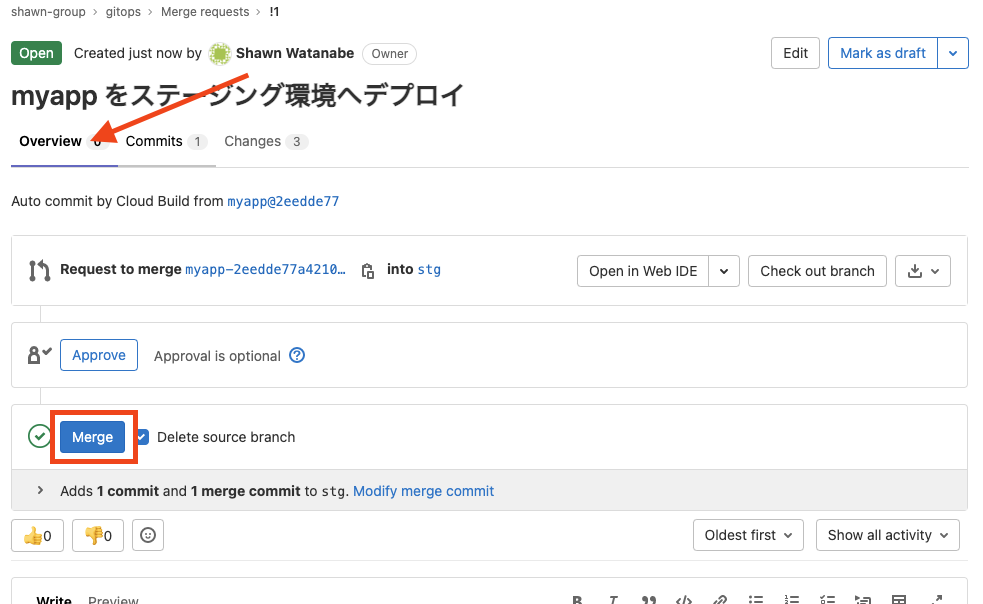 shawn-group › gitops › Merge requests › !1
Open Created just now by Shawn Watanabe Owner Edit Mark as draft
myapp をステージング環境へデプロイ
Overview 0 Commits 1 Changes 3
Auto commit by Cloud Build from myapp@2eedde77
Request to merge myapp-2eedde77a4210… into stg Open in Web IDE Check out branch
Approve Approval is optional
Merge Delete source branch
Adds 1 commit and 1 merge commit to stg. Modify merge commit
👍0 👎0 Oldest first Show all activity
Write Preview